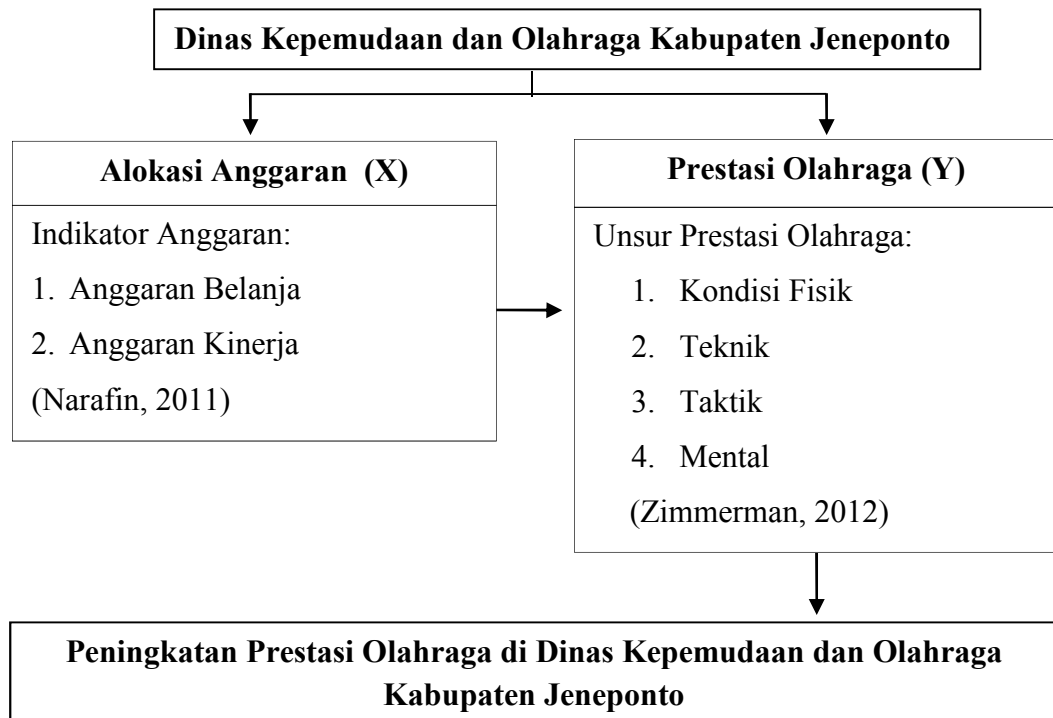 Dinas Kepemudaan dan Olahraga Kabupaten Jeneponto
Alokasi Anggaran (X)
Indikator Anggaran:
1. Anggaran Belanja
2. Anggaran Kinerja
(Narafin, 2011)
Prestasi Olahraga (Y)
Unsur Prestasi Olahraga:
1. Kondisi Fisik
2. Teknik
3. Taktik
4. Mental
(Zimmerman, 2012)
Peningkatan Prestasi Olahraga di Dinas Kepemudaan dan Olahraga
Kabupaten Jeneponto